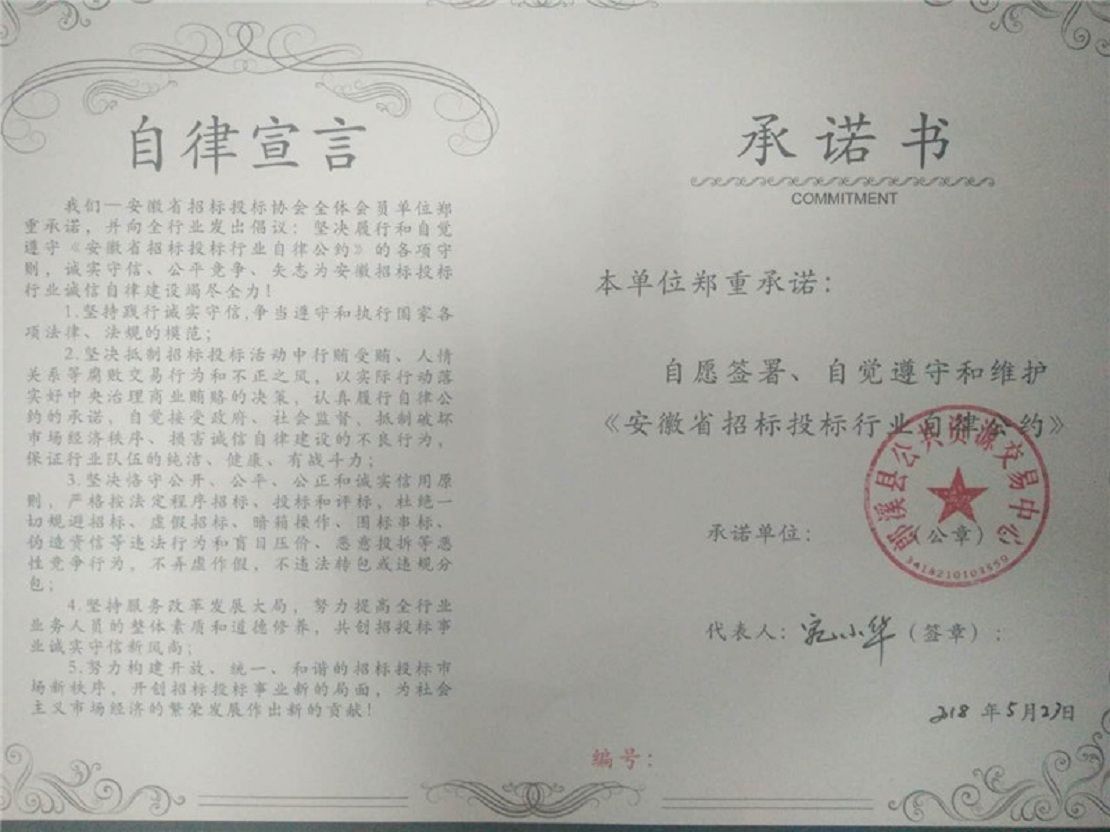 自律宣言
我们一安徽省招标投标协会全体会员单位郑
重承诺，并向全行业发出倡议：坚决履行和自觉
遵守《安徽省招标投标行业自律公约》的各项守
则，诚实守信、公平竞争、矢志为安徽招标投标
行业诚信自律建设竭尽全力！
1.坚持践行诚实守信,争当遵守和执行国家各
项法律、法规的模范；
2.坚决抵制招标投标活动中行贿受贿、人情
关系等腐败交易行为和不正之风，以实际行动落
实好中央治理商业贿赂的决策，认真履行自律公
约的承诺，自觉接受政府、社会监督，抵制破坏
市场经济秩序、损害诚信自律建设的不良行为，
保证行业队伍的纯洁、健康、有战斗力；
3.坚决恪守公开、公平、公正和诚实信用原
则，严格按法定程序招标、投标和评标，杜绝一
切规避招标、虚假招标、暗箱操作、围标串标、
伪造资信等违法行为和盲目压价、恶意投拆等恶
性竞争行为，不弄虚作假，不违法转包或违规分
包；
4.坚持服务改革发展大局，努力提高全行业
业务人员的整体素质和道德修养，共创招投标事
业诚实守信新风尚；
5.努力构建开放、统一、和谐的招标投标市
场新秩序，开创招标投标事业新的局面，为社会
主义市场经济的繁荣发展作出新的贡献！
承诺书
COMMITMENT
本单位郑重承诺：
自愿签署、自觉遵守和维护
《安徽省招标投标行业自律公约》
郎溪县公共资源交易中心
承诺单位：（公章）
3418210103559
代表人：小华（签章）：
218年5月23日
编号：